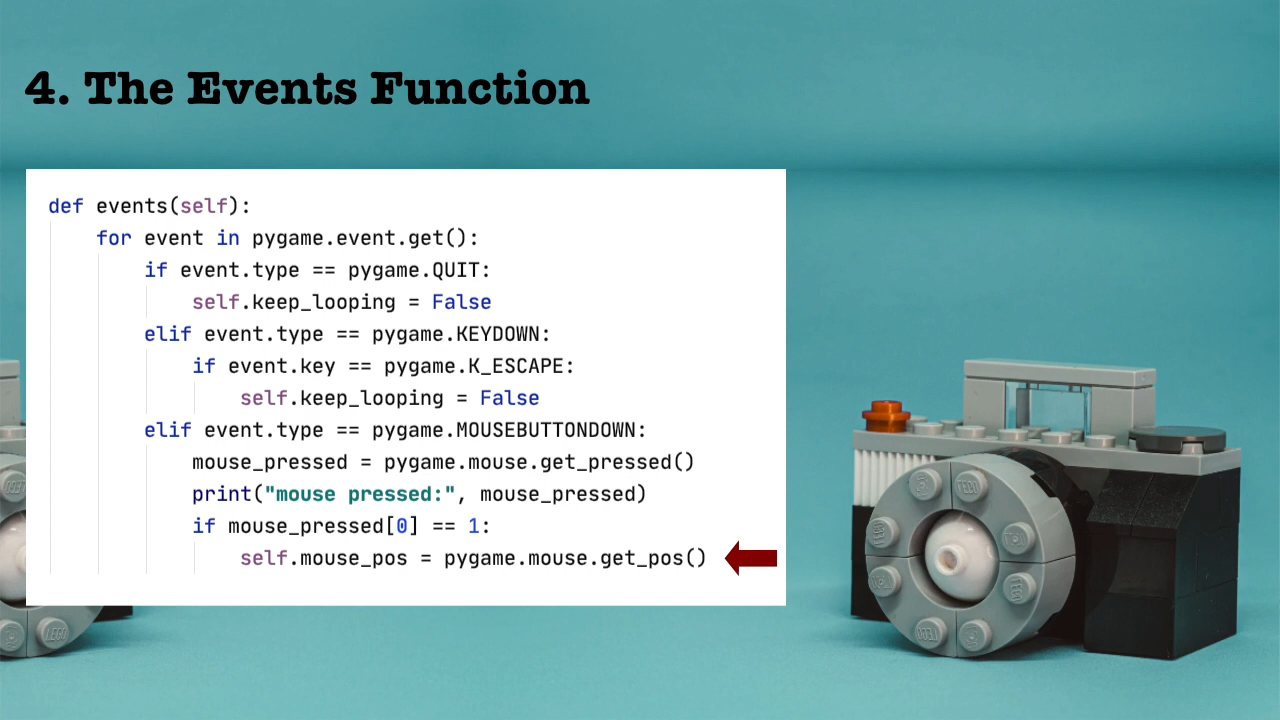 4. The Events Function
def events(self):
    for event in pygame.event.get():
        if event.type == pygame.QUIT:
            self.keep_looping = False
        elif event.type == pygame.KEYDOWN:
            if event.key == pygame.K_ESCAPE:
                self.keep_looping = False
        elif event.type == pygame.MOUSEBUTTONDOWN:
            mouse_pressed = pygame.mouse.get_pressed()
            print("mouse pressed:", mouse_pressed)
            if mouse_pressed[0] == 1:
                self.mouse_pos = pygame.mouse.get_pos()